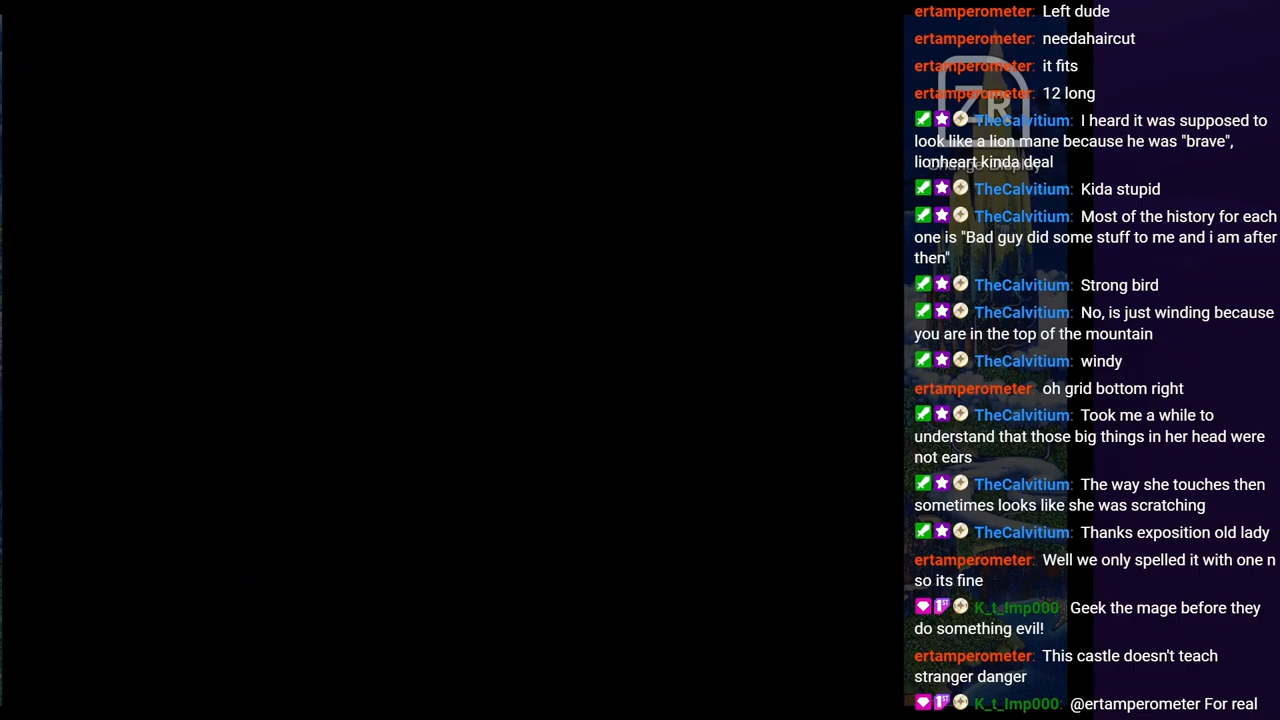 ertamperometer: Left dude
ertamperometer: needahaircut
ertamperometer: it fits
ertamperometer: 12 long
ZR
TheCalvitium: I heard it was supposed to
look like a lion mane because he was "brave",
lionheart kinda deal
Change Display
TheCalvitium: Kida stupid
TheCalvitium: Most of the history for each
one is "Bad guy did some stuff to me and i am after
then"
TheCalvitium: Strong bird
TheCalvitium: No, is just winding because
you are in the top of the mountain
TheCalvitium: windy
ertamperometer: oh grid bottom right
TheCalvitium: Took me a while to
understand that those big things in her head were
not ears
TheCalvitium: The way she touches then
sometimes looks like she was scratching
TheCalvitium: Thanks exposition old lady
ertamperometer: Well we only spelled it with one n
so its fine
1ST K_t_Imp000: Geek the mage before they
do something evil!
ertamperometer: This castle doesn't teach
stranger danger
1ST K_t_Imp000: @ertamperometer For real